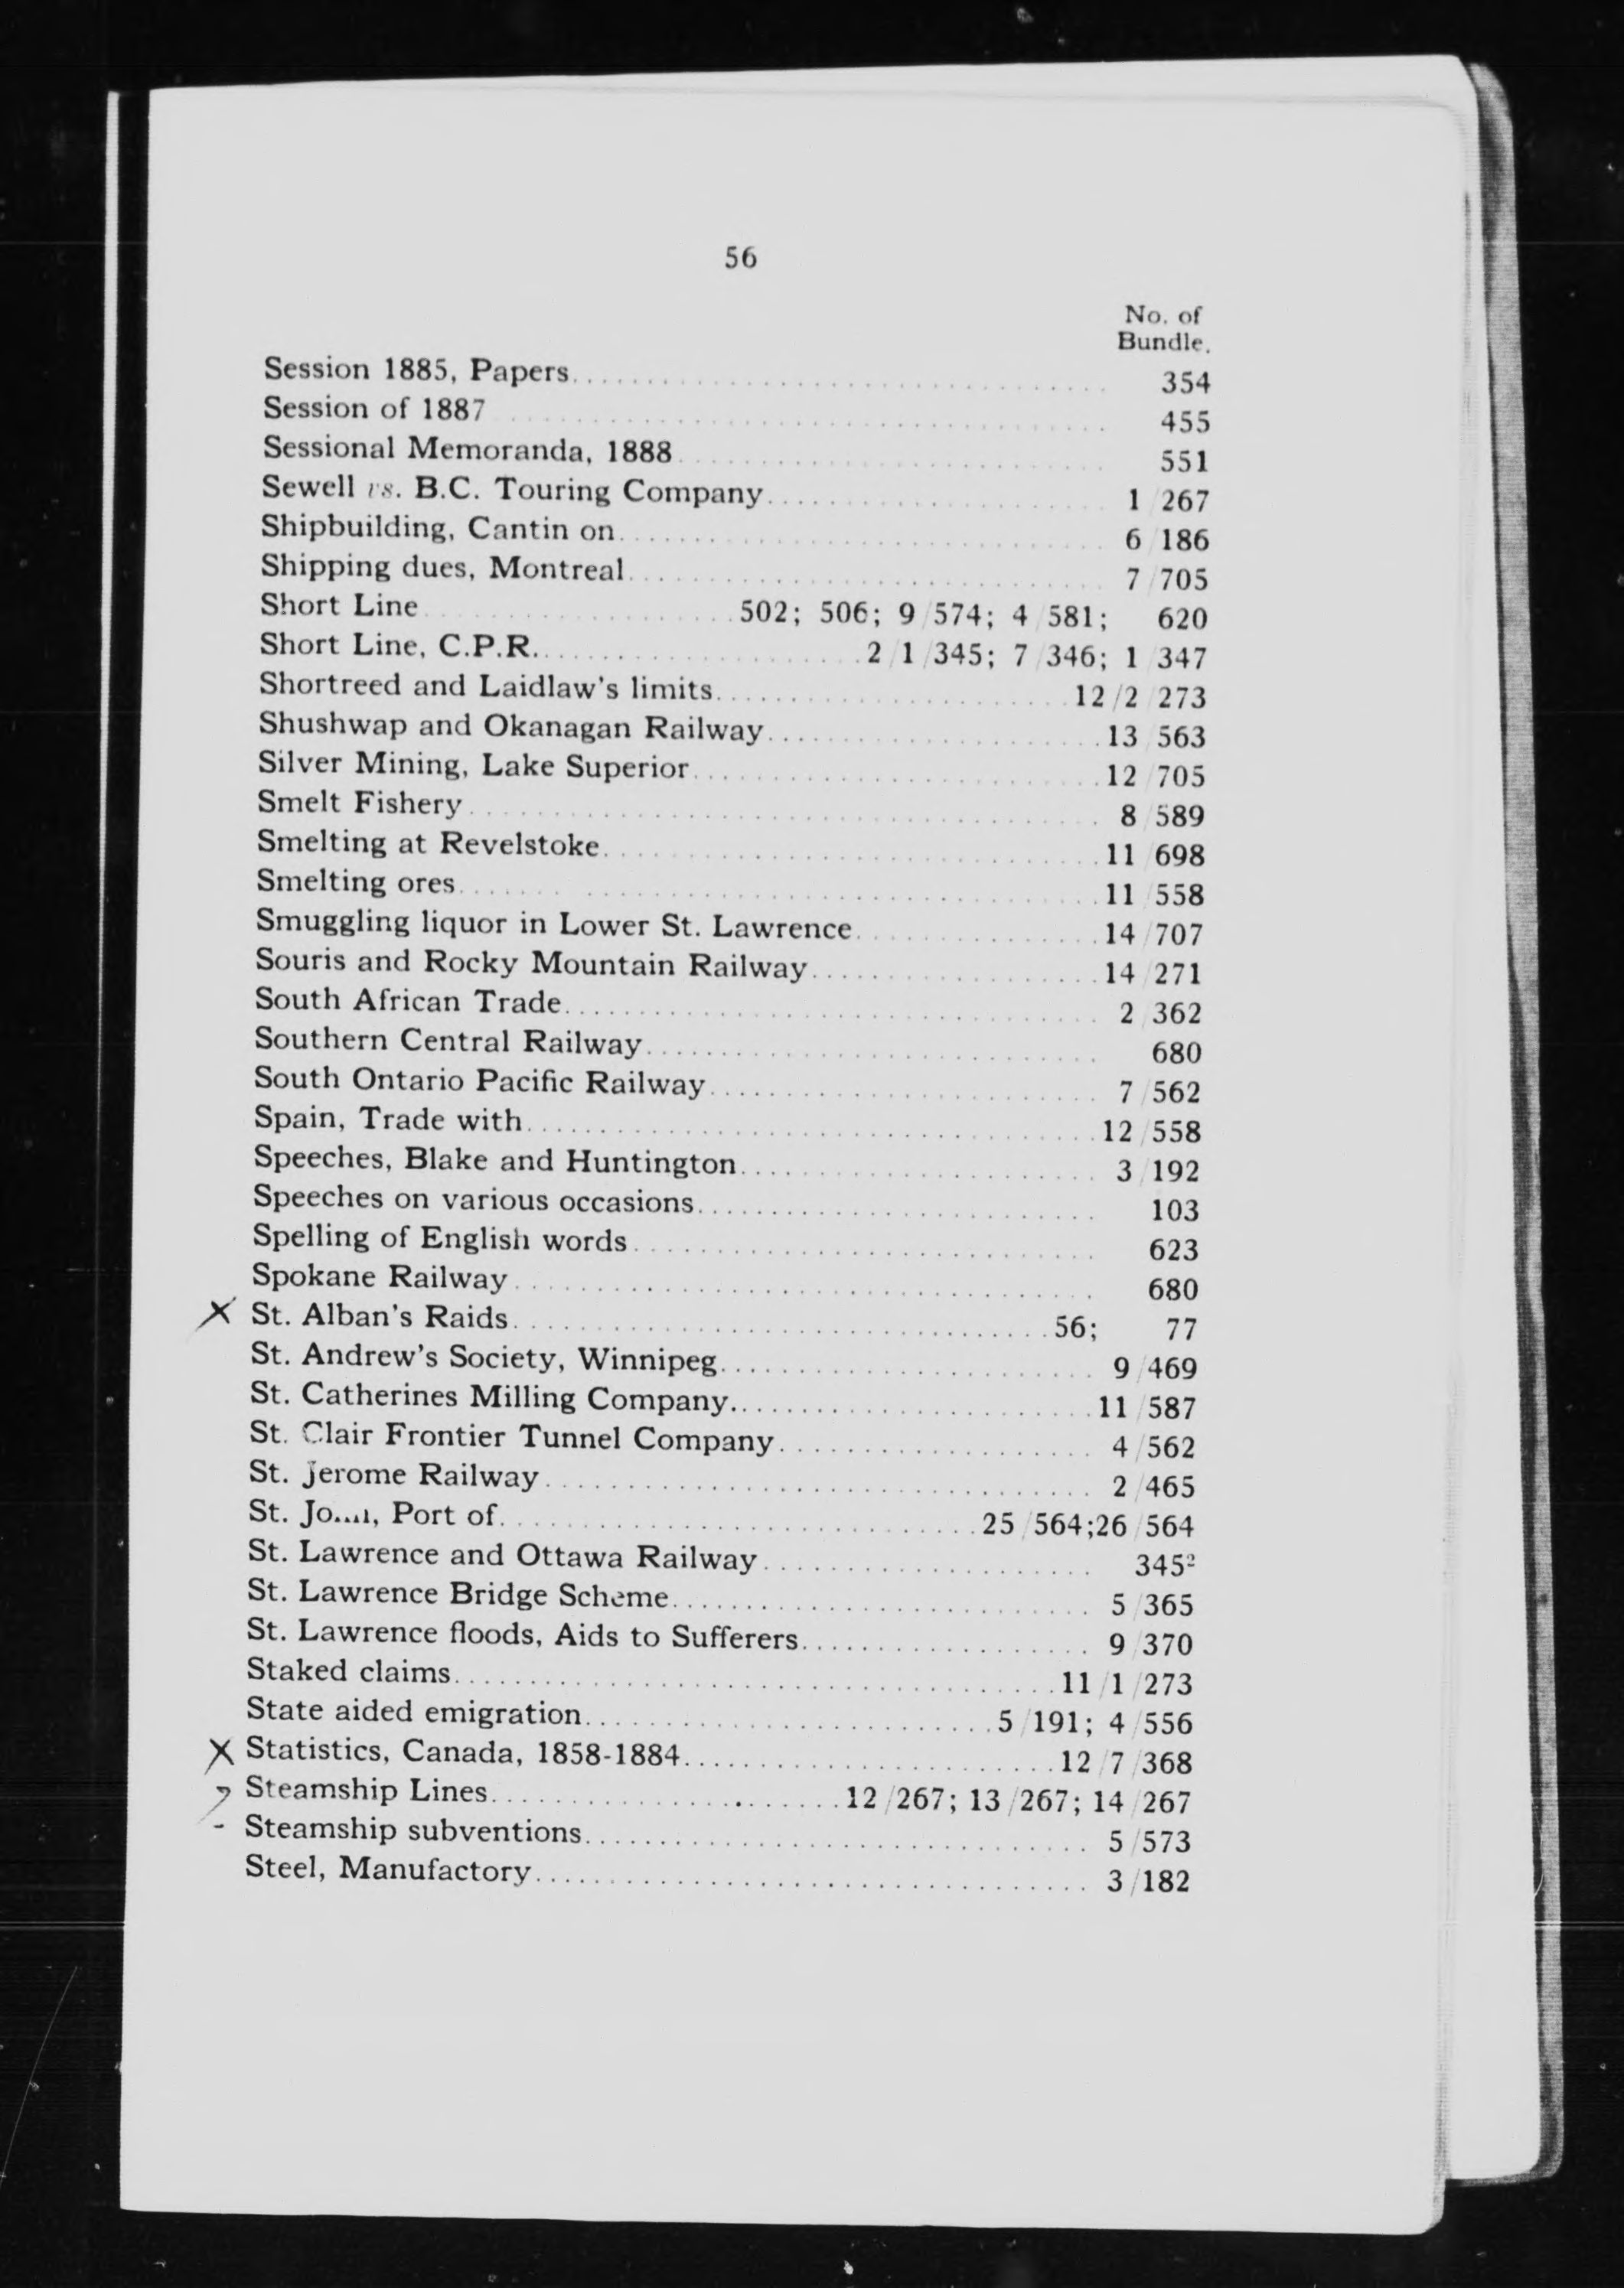 56
No. of
Bundle.
Session 1885, Papers 354
Session of 1887 455
Sessional Memoranda, 1888 551
Sewell vs. B.C. Touring Company 1/267
Shipbuilding, Cantin on 6/186
Shipping dues, Montreal 7/705
Short Line 502; 506; 9/574; 4/581; 620
Short Line, C.P.R. 2/1/345; 7/346; 1/347
Shortreed and Laidlaw's limits 12/2/273
Shushwap and Okanagan Railway 13/563
Silver Mining, Lake Superior 12/705
Smelt Fishery 8/589
Smelting at Revelstoke 11/698
Smelting ores 11/558
Smuggling liquor in Lower St. Lawrence 14/707
Souris and Rocky Mountain Railway 14/271
South African Trade 2/362
Southern Central Railway 680
South Ontario Pacific Railway 7/562
Spain, Trade with 12/558
Speeches, Blake and Huntington 3/192
Speeches on various occasions 103
Spelling of English words 623
Spokane Railway 680
X St. Alban's Raids 56; 77
St. Andrew's Society, Winnipeg 9/469
St. Catherines Milling Company 11/587
St. Clair Frontier Tunnel Company 4/562
St. Jerome Railway 2/465
St. , Port of 25/564;26/564
St. Lawrence and Ottawa Railway 345²
St. Lawrence Bridge Scheme 5/365
St. Lawrence floods, Aids to Sufferers 9/370
Staked claims 11/1/273
State aided emigration 5/191; 4/556
X Statistics, Canada, 1858-1884 12/7/368
? Steamship Lines 12/267; 13/267; 14/267
- Steamship subventions 5/573
Steel, Manufactory 3/182